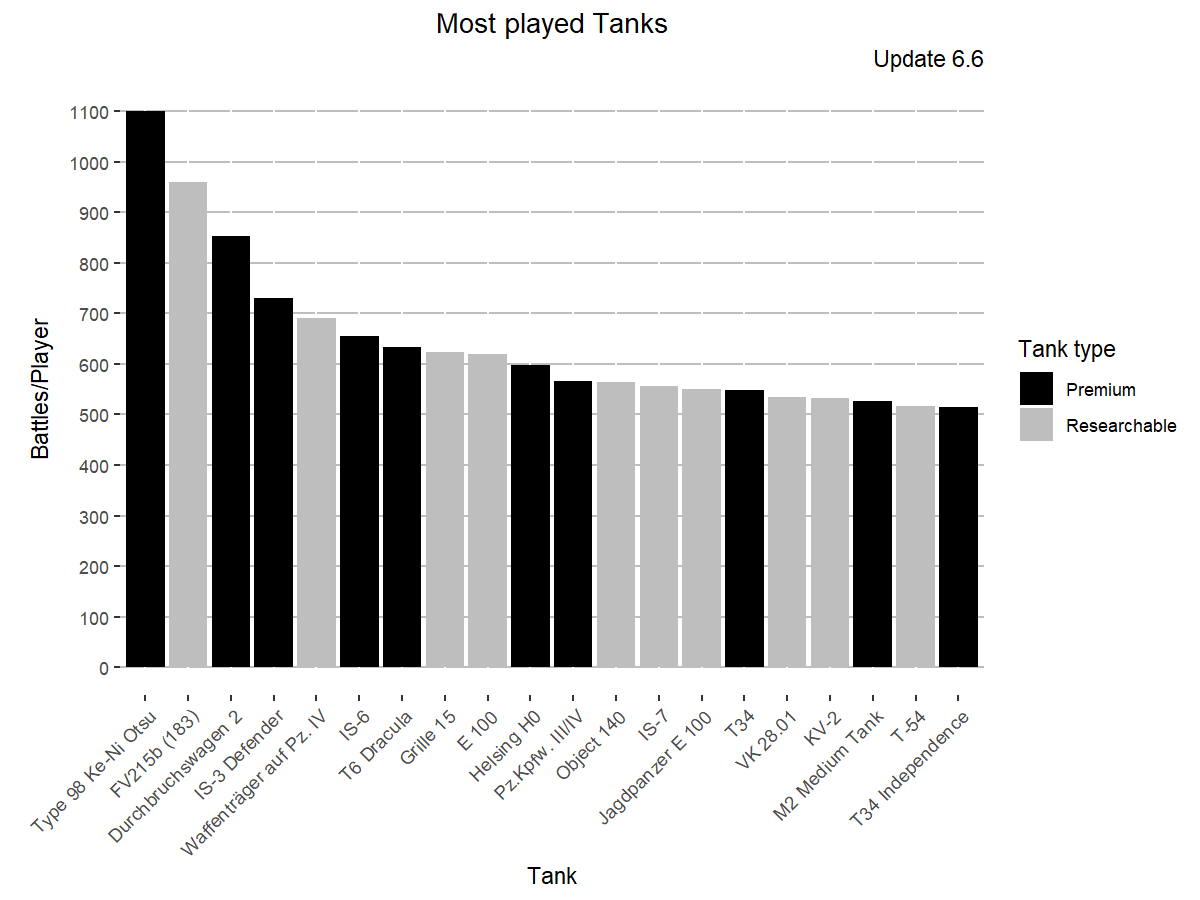 Most played Tanks
Update 6.6
Battles/Player
1100
1000
900
800
700
600
500
400
300
200
100
0
Type 98 Ke-Ni Otsu
FV215b (183)
Durchbruchswagen 2
IS-3 Defender
Waffenträger auf Pz. IV
IS-6
T6 Dracula
Grille 15
E 100
Helsing H0
Pz.Kpfw. III/IV
Object 140
IS-7
Jagdpanzer E 100
T34
VK 28.01
KV-2
M2 Medium Tank
T-54
T34 Independence
Tank
Tank type
Premium
Researchable